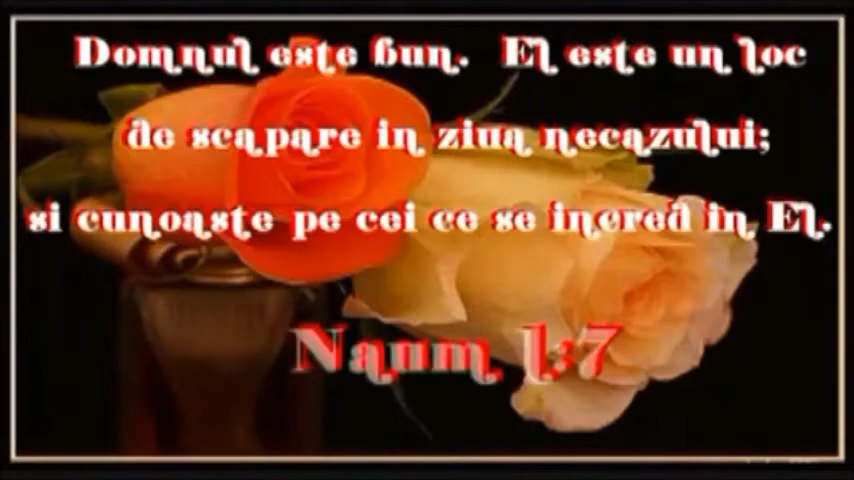 Domnul este bun. El este un loc
de scapare in ziua necazului;
si cunoaste pe cei ce se incred in El.
Naum 1:7